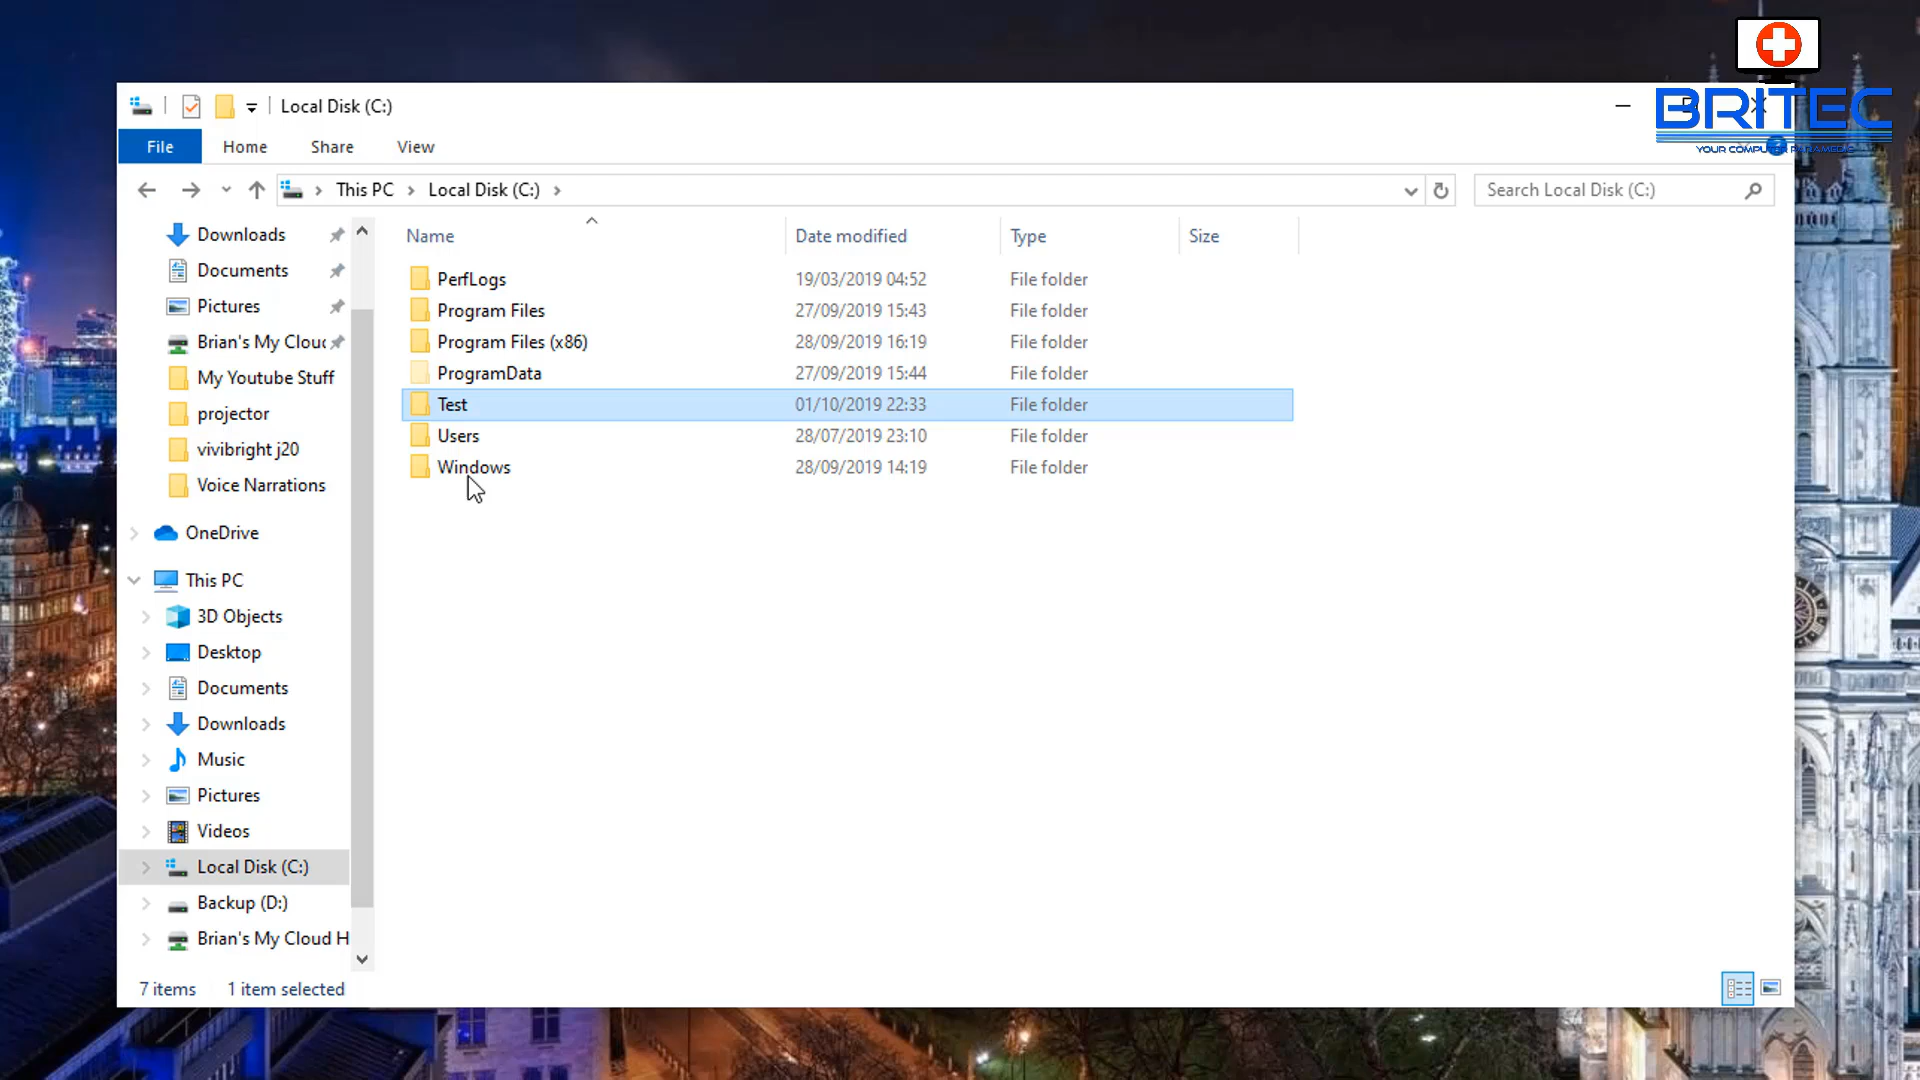 BRITEC
YOUR COMPUTER PARAMEDIC
Local Disk (C:)
File Home Share View
This PC Local Disk (C:)
Search Local Disk (C:)
Downloads
Documents
Pictures
Brian's My Clou
My Youtube Stuff
projector
vivibright j20
Voice Narrations
OneDrive
This PC
3D Objects
Desktop
Documents
Downloads
Music
Pictures
Videos
Local Disk (C:)
Backup (D:)
Brian's My Cloud H
Name Date modified Type Size
PerfLogs 19/03/2019 04:52 File folder
Program Files 27/09/2019 15:43 File folder
Program Files (x86) 28/09/2019 16:19 File folder
ProgramData 27/09/2019 15:44 File folder
Test 01/10/2019 22:33 File folder
Users 28/07/2019 23:10 File folder
Windows 28/09/2019 14:19 File folder
7 items 1 item selected